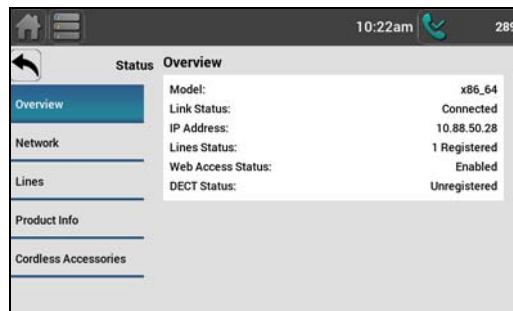 10:22am 289
Status Overview
Overview
Network
Lines
Product Info
Cordless Accessories
Model: x86_64
Link Status: Connected
IP Address: 10.88.50.28
Lines Status: 1 Registered
Web Access Status: Enabled
DECT Status: Unregistered